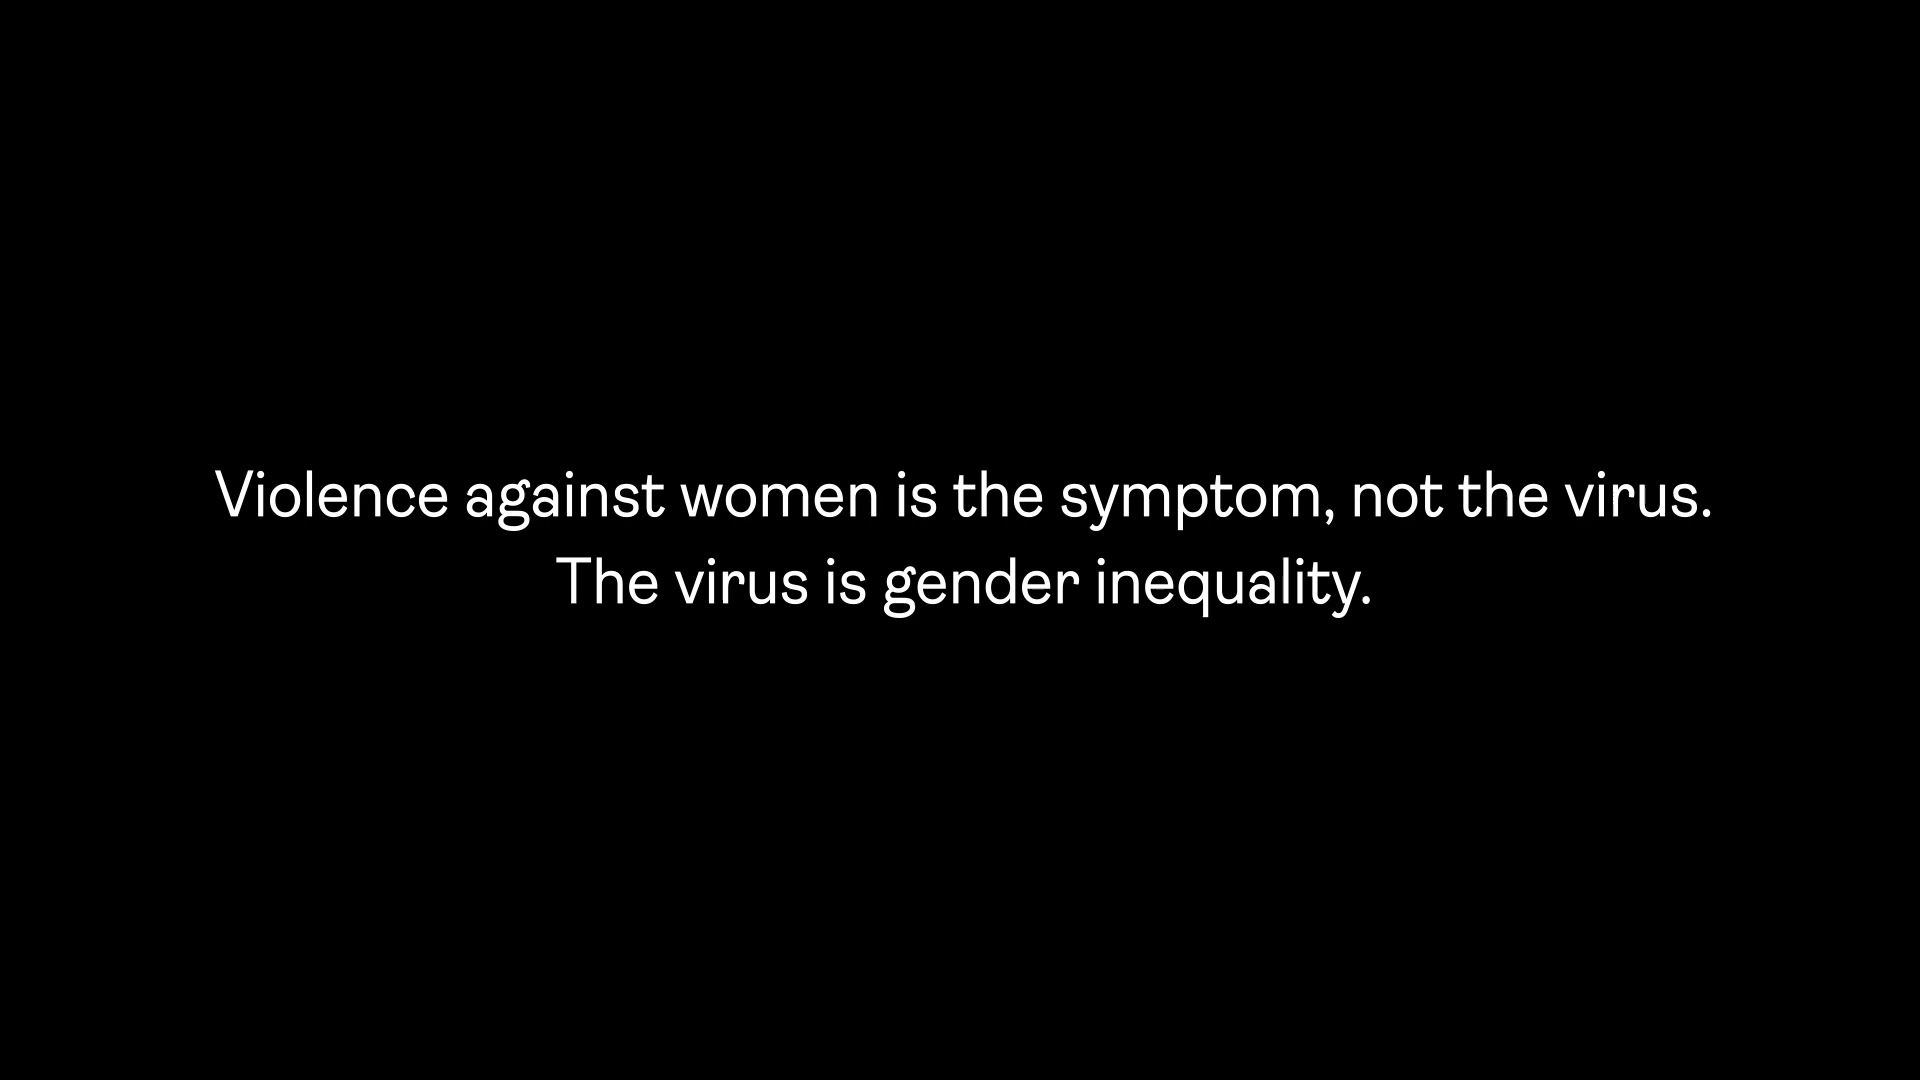 Violence against women is the symptom, not the virus.
The virus is gender inequality.